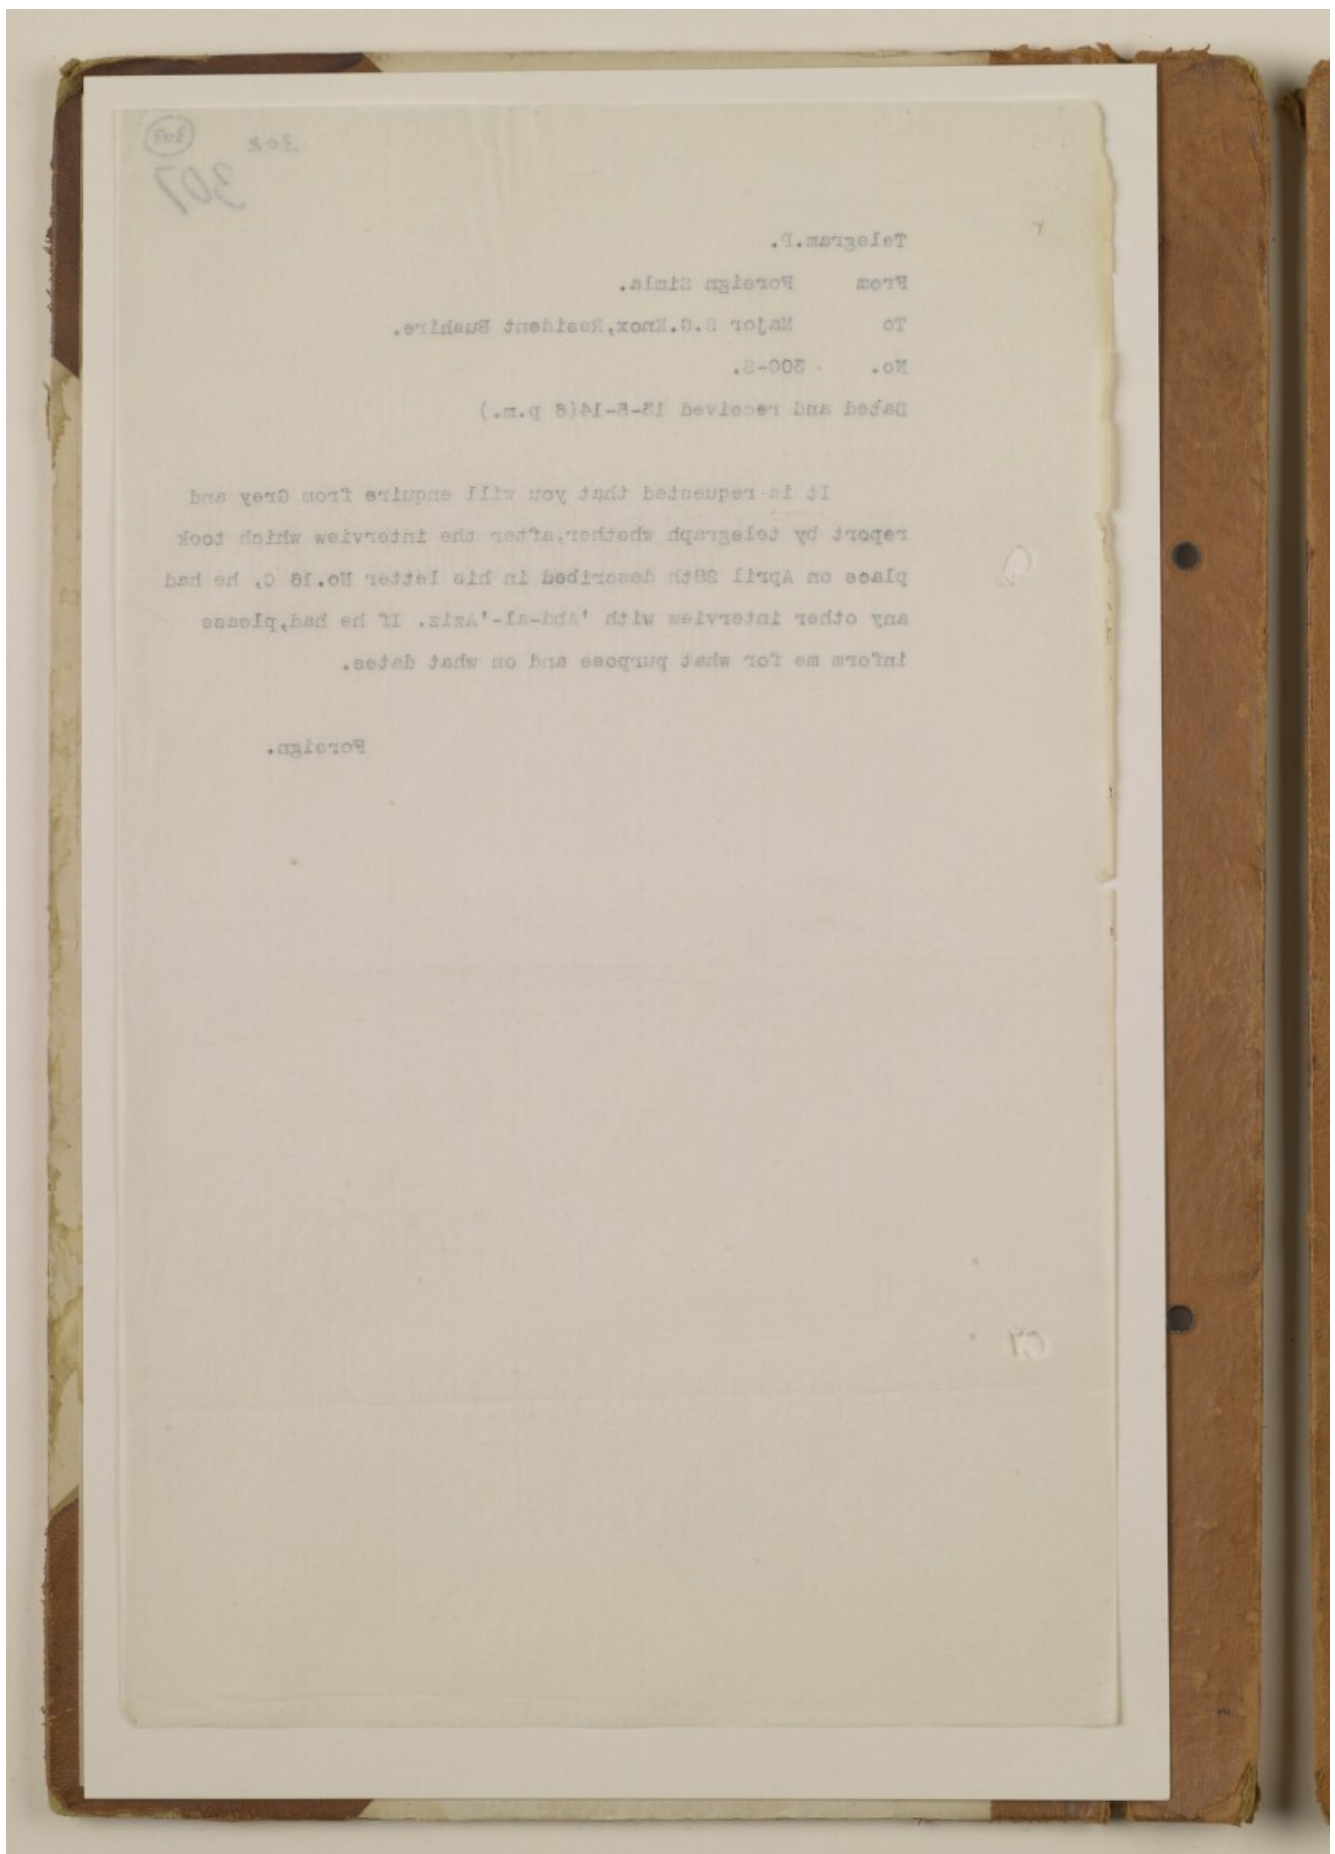 302
307
Telegram.P.
From Foreign Simla.
To Major S.G.Knox,Resident Bushire.
No. 300-S.
Dated and received 13-5-14( p.m.)
It is requested that you will enquire from Grey and
report by telegraph whether,after the interview which took
place on April 28th described in his letter No.16 C, he had
any other interview with 'Abd-al-'Aziz. If he had,please
inform me for what purpose and on what dates.
Foreign.